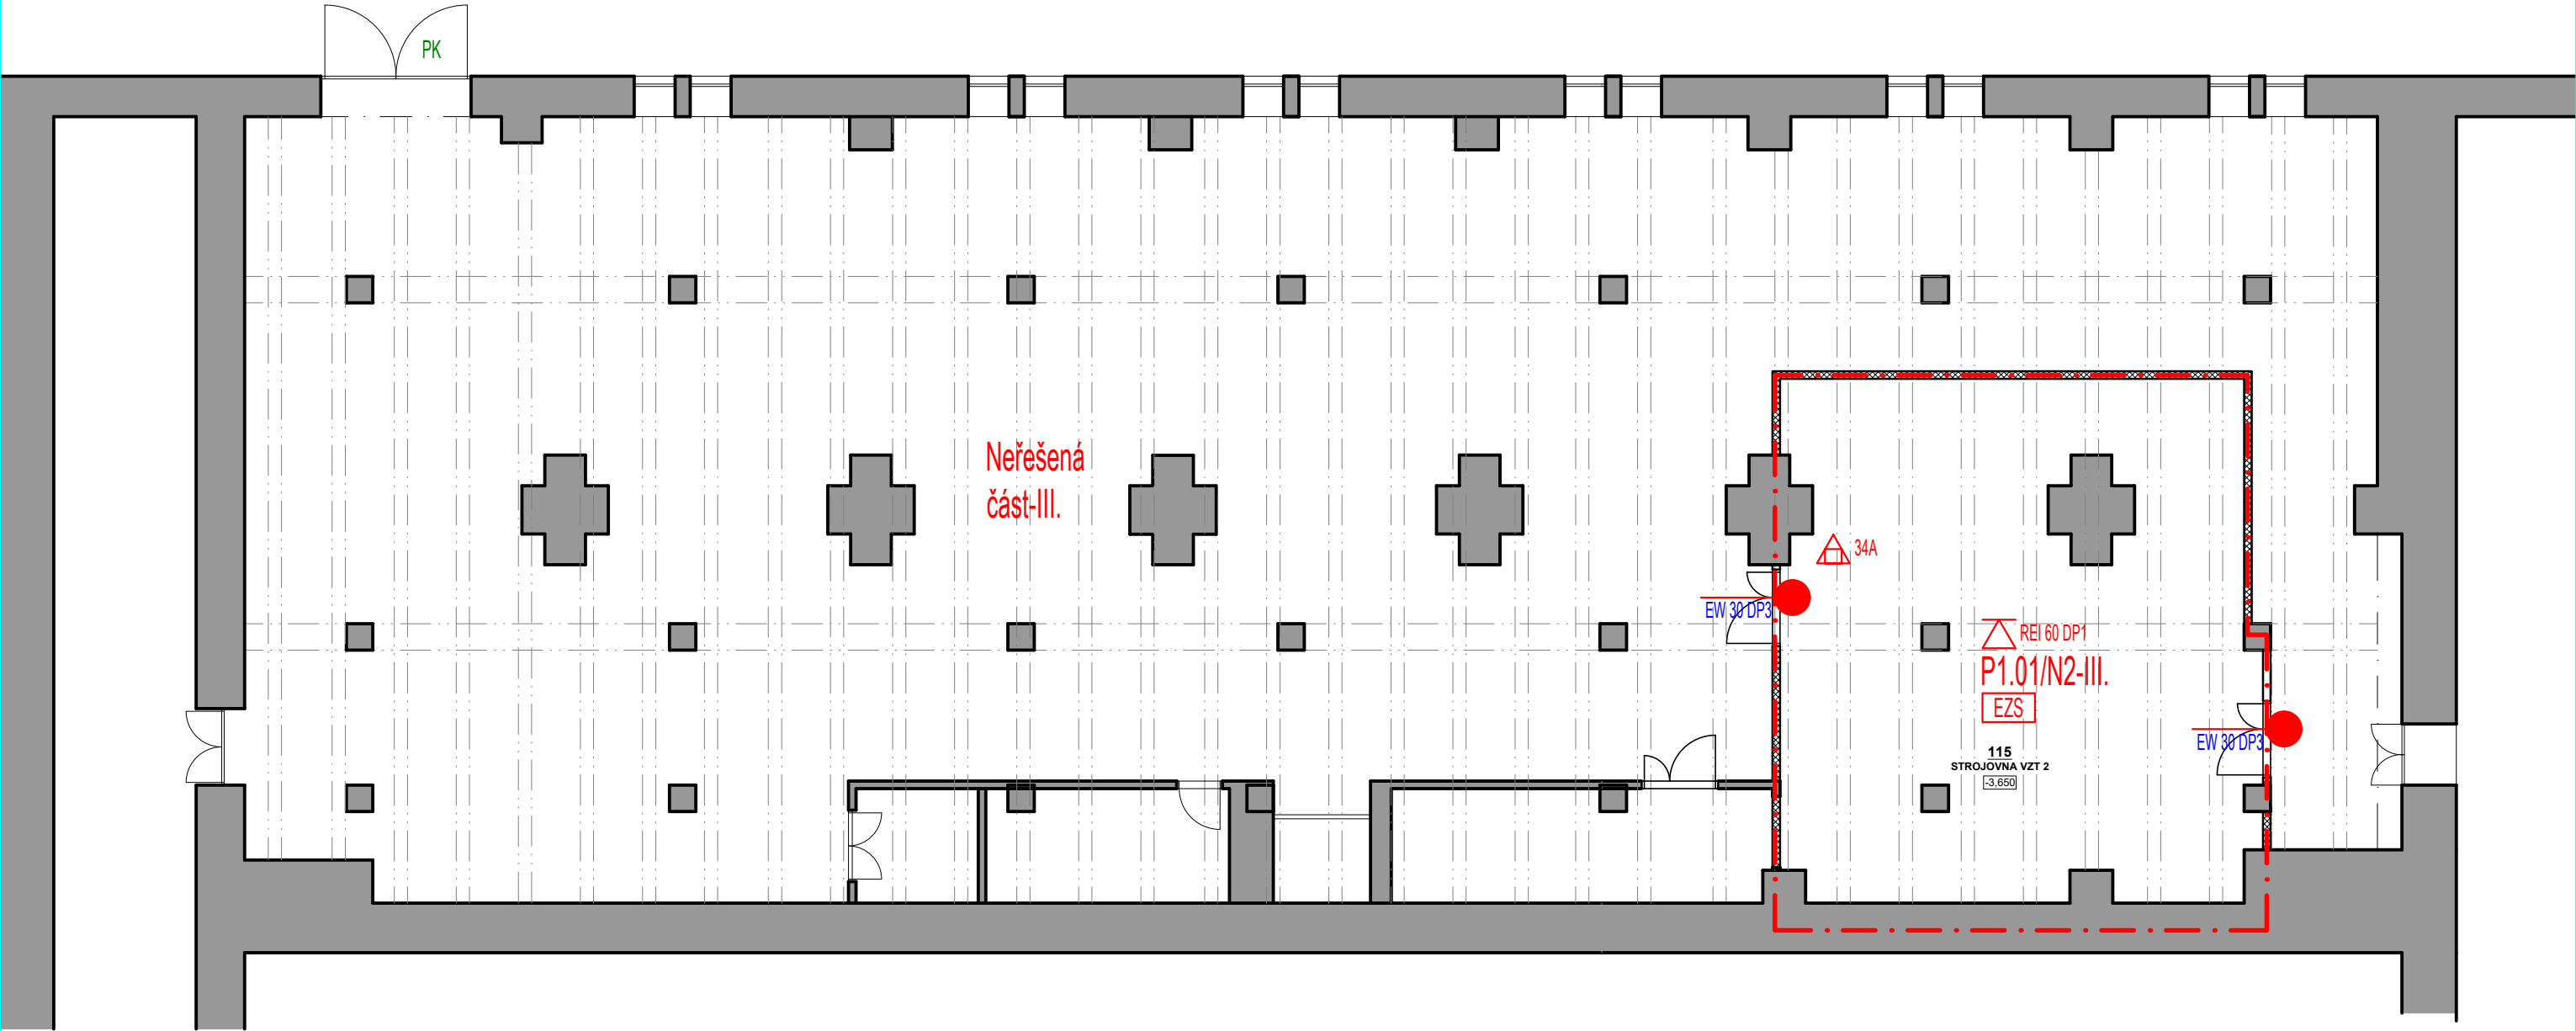 PK
Neřešená
část-III.
34A
EW 30 DP3
REI 60 DP1
P1.01/N2-III.
EZS
EW 30 DP3
115
STROJOVNA VZT 2
-3,650